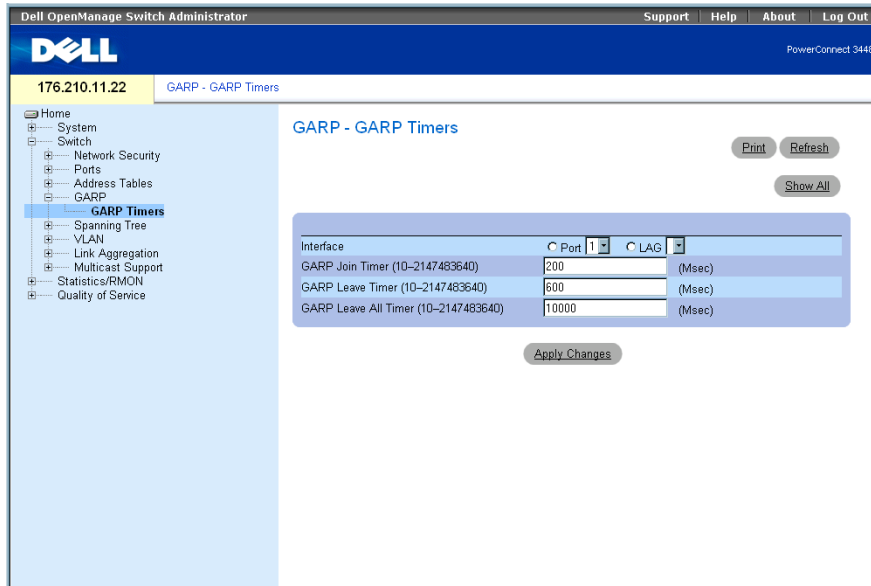 Dell OpenManage Switch Administrator
Support Help About Log Out
DELL
PowerConnect 3448
176.210.11.22
GARP - GARP Timers
Home
System
Switch
Network Security
Ports
Address Tables
GARP
GARP Timers
Spanning Tree
VLAN
Link Aggregation
Multicast Support
Statistics/RMON
Quality of Service
GARP - GARP Timers
Print Refresh
Show All
Interface Port 1 LAG
GARP Join Timer (10–2147483640) 200 (Msec)
GARP Leave Timer (10–2147483640) 600 (Msec)
GARP Leave All Timer (10–2147483640) 10000 (Msec)
Apply Changes